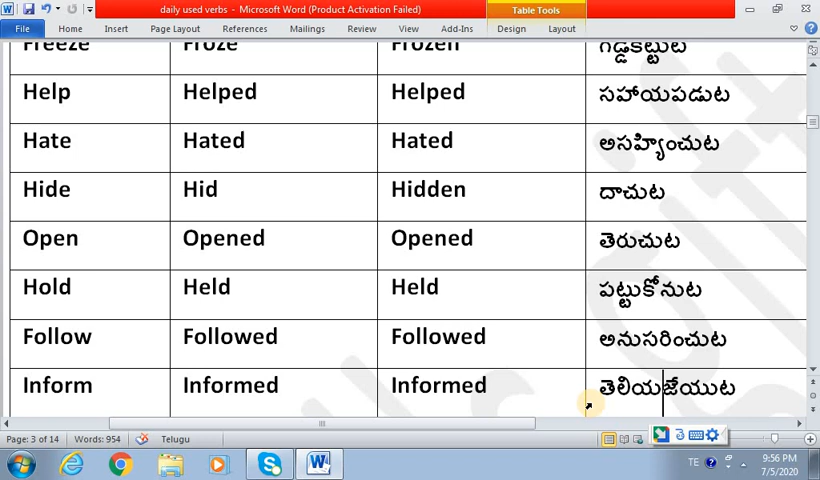 daily used verbs - Microsoft Word (Product Activation Failed)
Table Tools
File Home Insert Page Layout References Mailings Review View Add-Ins Design Layout
Freeze Froze Frozen గడ్డకట్టుట
Help Helped Helped సహాయపడుట
Hate Hated Hated అసహ్యించుట
Hide Hid Hidden దాచుట
Open Opened Opened తెరుచుట
Hold Held Held పట్టుకోనుట
Follow Followed Followed అనుసరించుట
Inform Informed Informed తెలియజేయుట
Page: 3 of 14 Words: 954 Telugu
TE 9:56 PM
7/5/2020